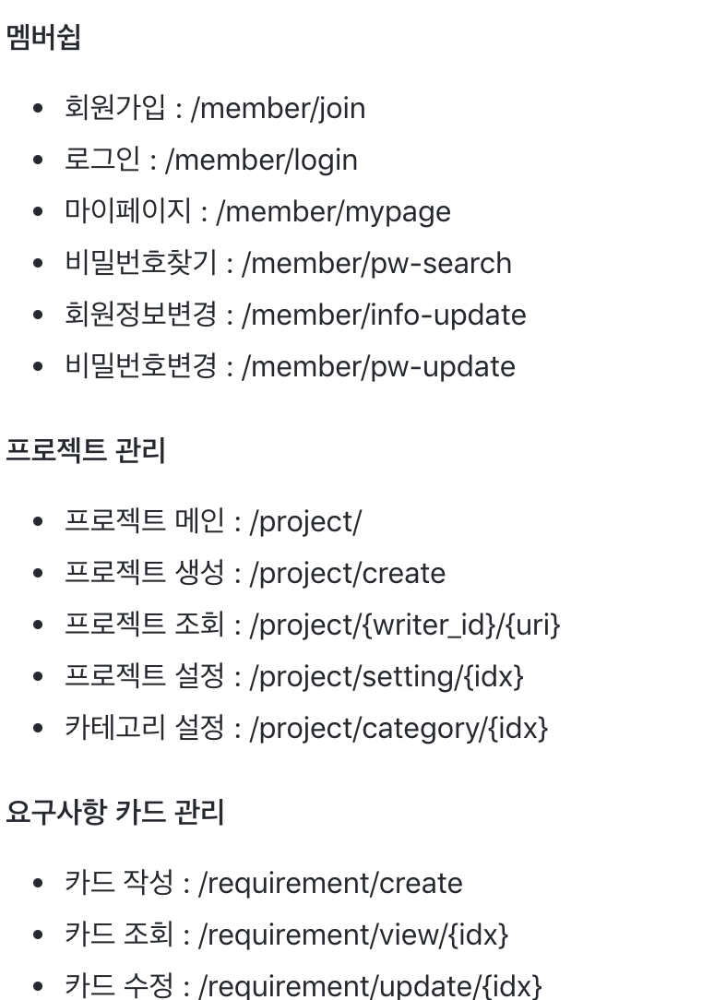 멤버쉽
• 회원가입 : /member/join
• 로그인 : /member/login
• 마이페이지 : /member/mypage
• 비밀번호찾기 : /member/pw-search
• 회원정보변경 : /member/info-update
• 비밀번호변경 : /member/pw-update
프로젝트 관리
• 프로젝트 메인 : /project/
• 프로젝트 생성 : /project/create
• 프로젝트 조회 : /project/{writer_id}/{uri}
• 프로젝트 설정 : /project/setting/{idx}
• 카테고리 설정 : /project/category/{idx}
요구사항 카드 관리
• 카드 작성 : /requirement/create
• 카드 조회 : /requirement/view/{idx}
• 카드 수정 : /requirement/update/{idx}